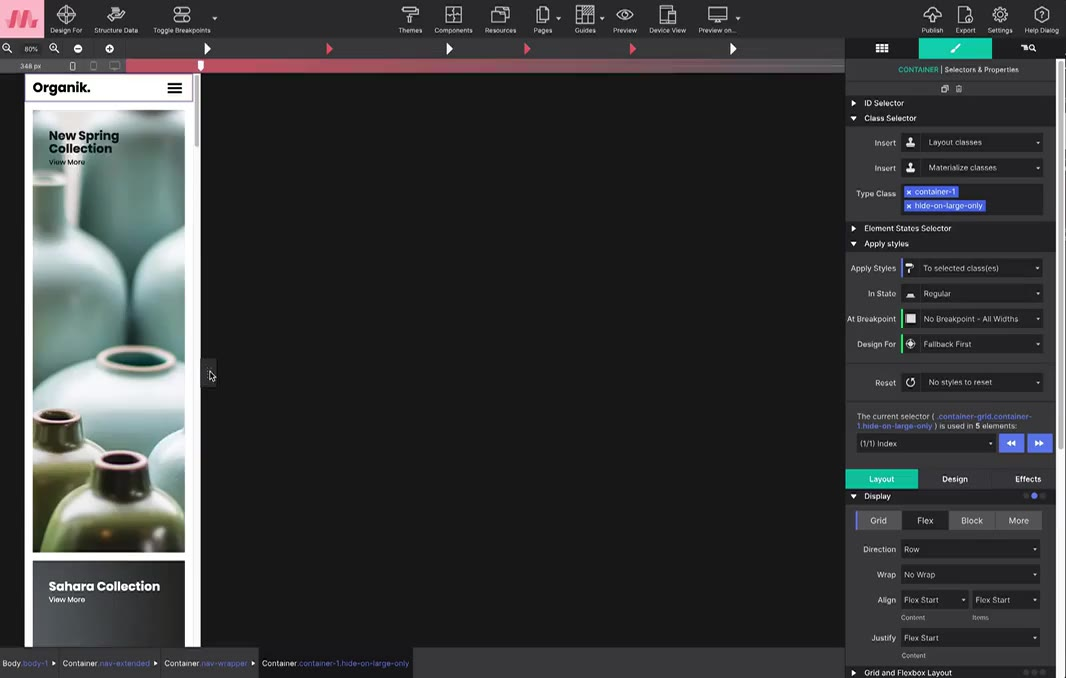 Design For
Structure Data
Toggle Breakpoints
Themes
Components
Resources
Pages
Guides
Preview
Device View
Preview on...
Publish
Export
Settings
Help Dialog
80%
348 px
Organik.
New Spring
Collection
View More
Sahara Collection
View More
CONTAINER | Selectors & Properties
ID Selector
Class Selector
Insert Layout classes
Insert Materialize classes
Type Class × container-1
× hide-on-large-only
Element States Selector
Apply styles
Apply Styles To selected class(es)
In State Regular
At Breakpoint No Breakpoint - All Widths
Design For Fallback First
Reset No styles to reset
The current selector ( .container-grid.container-
1.hide-on-large-only ) is used in 5 elements:
(1/1) Index
Layout Design Effects
Display
Grid Flex Block More
Direction Row
Wrap No Wrap
Align Flex Start Flex Start
Content Items
Justify Flex Start
Content
Grid and Flexbox Layout
Body.body-1 Container.nav-extended Container.nav-wrapper Container.container-1.hide-on-large-only